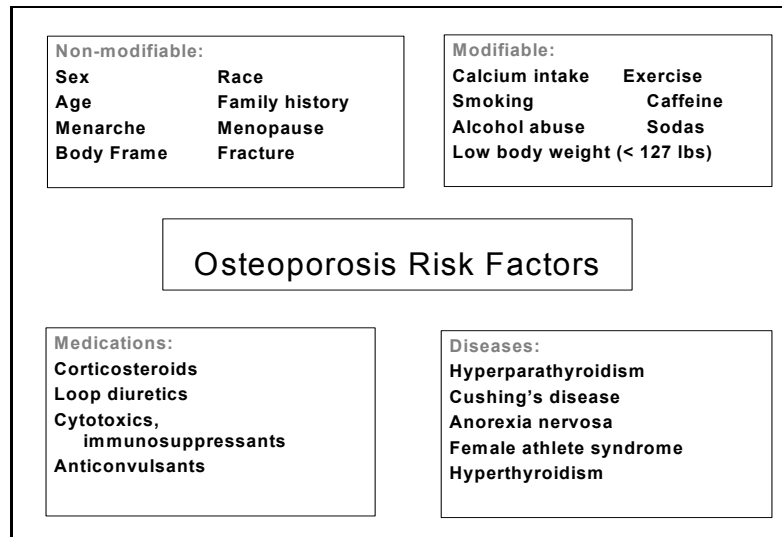 Non-modifiable:
Sex Race
Age Family history
Menarche Menopause
Body Frame Fracture
Modifiable:
Calcium intake Exercise
Smoking Caffeine
Alcohol abuse Sodas
Low body weight (< 127 lbs)
Osteoporosis Risk Factors
Medications:
Corticosteroids
Loop diuretics
Cytotoxics,
immunosuppressants
Anticonvulsants
Diseases:
Hyperparathyroidism
Cushing’s disease
Anorexia nervosa
Female athlete syndrome
Hyperthyroidism